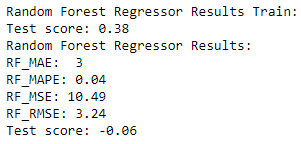 Random Forest Regressor Results Train:
Test score: 0.38
Random Forest Regressor Results:
RF_MAE:  3
RF_MAPE: 0.04
RF_MSE: 10.49
RF_RMSE: 3.24
Test score: -0.06